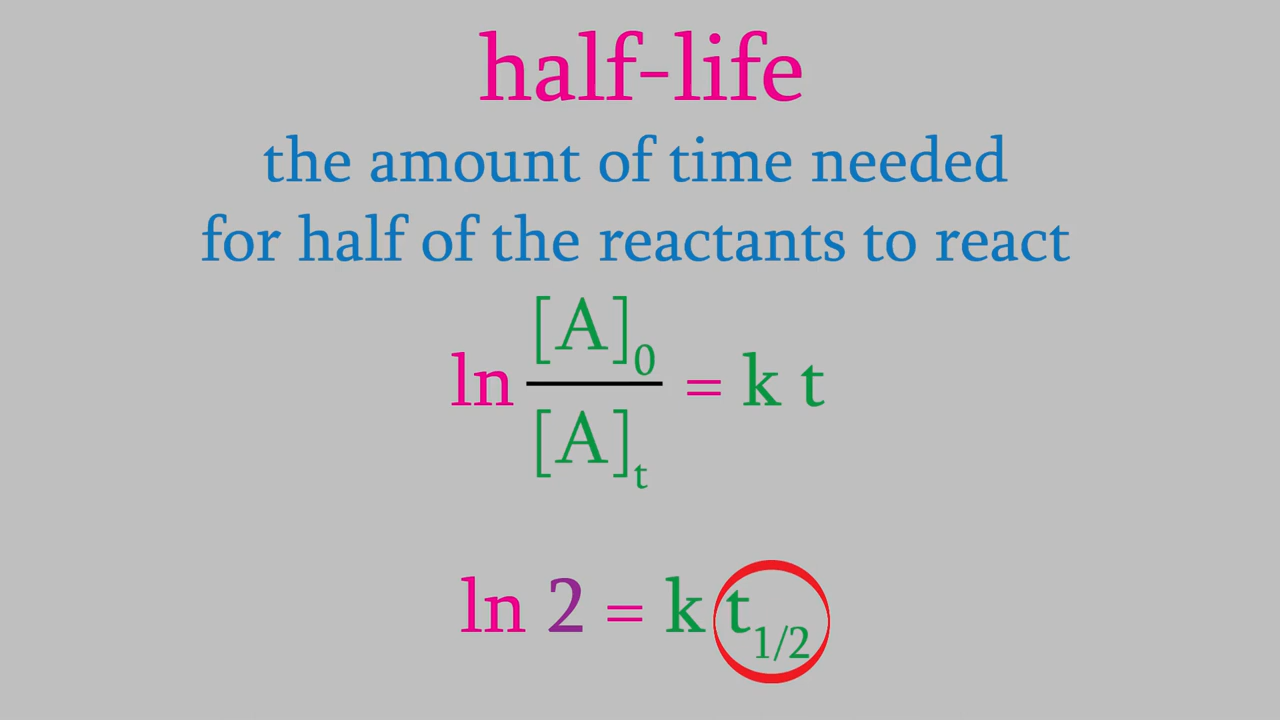 half-life
the amount of time needed
for half of the reactants to react
ln [A]₀ / [A]ₜ = k t
ln 2 = k t₁/₂